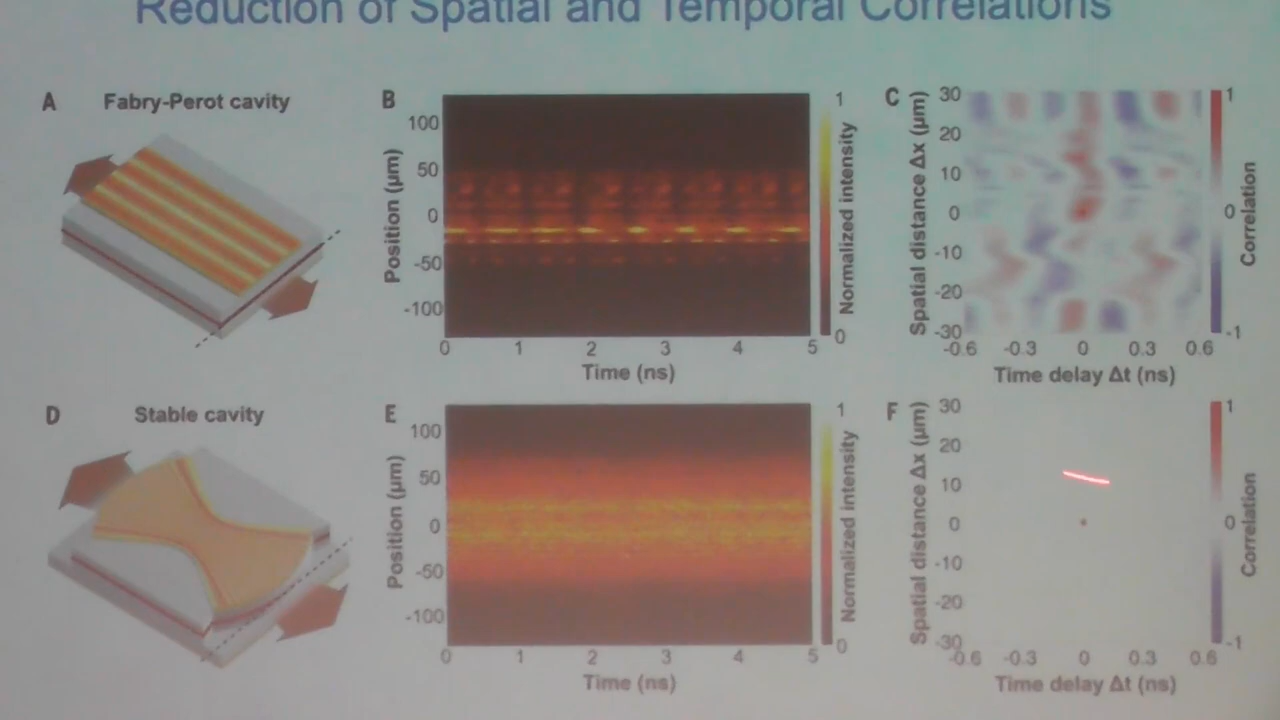 Reduction of Spatial and Temporal Correlations
A Fabry-Perot cavity
B
Position (μm)
100
50
0
-50
-100
0 1 2 3 4 5
Time (ns)
1
Normalized intensity
0
C
Spatial distance Δx (μm)
30
20
10
0
-10
-20
-30
-0.6 -0.3 0 0.3 0.6
Time delay Δt (ns)
1
0
-1
Correlation
D Stable cavity
E
Position (μm)
100
50
0
-50
-100
0 1 2 3 4 5
Time (ns)
1
Normalized intensity
0
F
Spatial distance Δx (μm)
30
20
10
0
-10
-20
-30
-0.6 -0.3 0 0.3 0.6
Time delay Δt (ns)
1
0
-1
Correlation